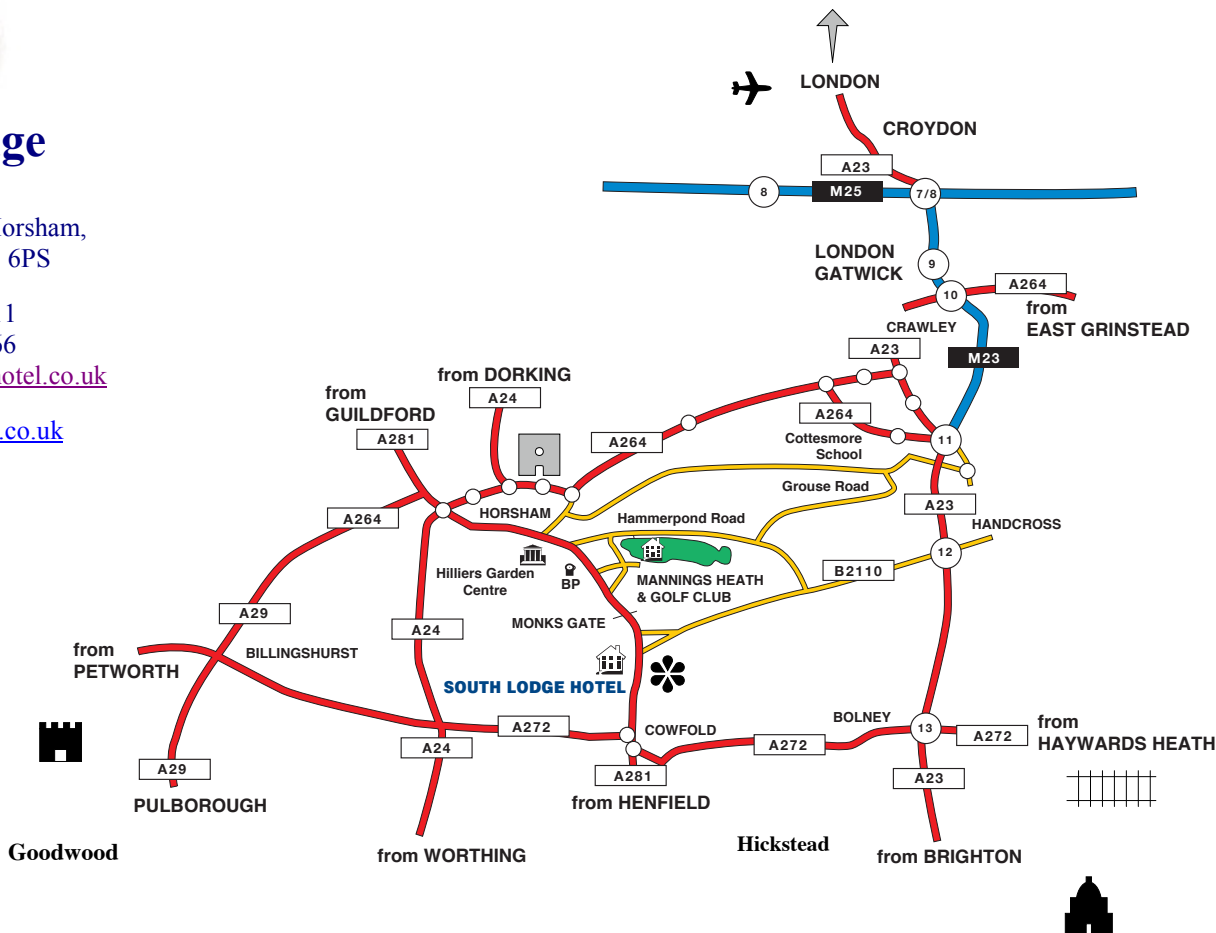 ge
orsham,
6PS
11
66
hotel.co.uk
.co.uk
LONDON
CROYDON
A23
8
M25
7/8
LONDON
GATWICK
9
10
A264
from
EAST GRINSTEAD
CRAWLEY
A23
M23
from DORKING
A24
from
GUILDFORD
A281
A264
A264
Cottesmore
School
11
Grouse Road
A23
HORSHAM
A264
Hammerpond Road
HANDCROSS
12
B2110
Hilliers Garden
Centre
BP
MANNINGS HEATH
& GOLF CLUB
MONKS GATE
A29
A24
from
PETWORTH
BILLINGSHURST
SOUTH LODGE HOTEL
A272
COWFOLD
BOLNEY
13
A272
from
HAYWARDS HEATH
A24
A272
A29
A281
A23
PULBOROUGH
from HENFIELD
Goodwood
from WORTHING
Hickstead
from BRIGHTON